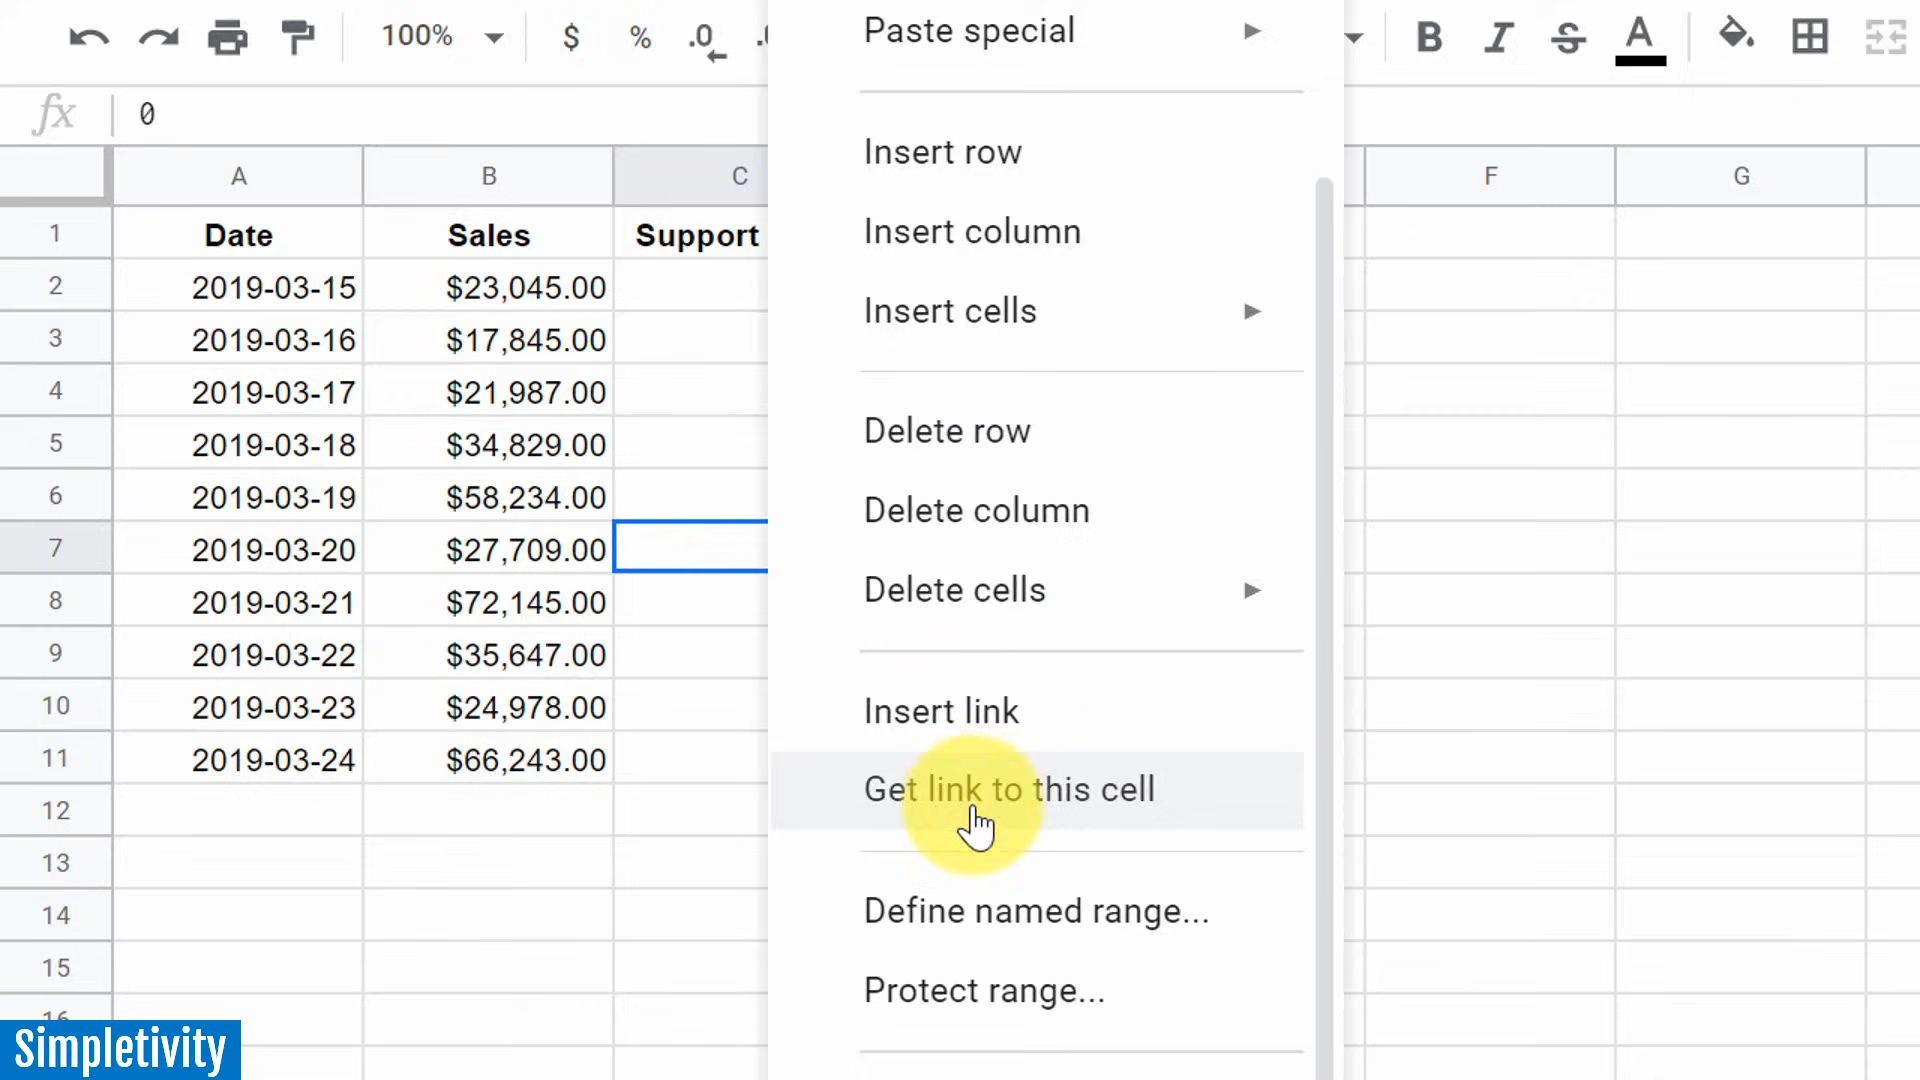 100% $ % .0
fx 0
A B C F G
1 Date Sales Support
2 2019-03-15 $23,045.00
3 2019-03-16 $17,845.00
4 2019-03-17 $21,987.00
5 2019-03-18 $34,829.00
6 2019-03-19 $58,234.00
7 2019-03-20 $27,709.00
8 2019-03-21 $72,145.00
9 2019-03-22 $35,647.00
10 2019-03-23 $24,978.00
11 2019-03-24 $66,243.00
12
13
14
15
16
Paste special
Insert row
Insert column
Insert cells
Delete row
Delete column
Delete cells
Insert link
Get link to this cell
Define named range...
Protect range...
B I S A
Simpletivity